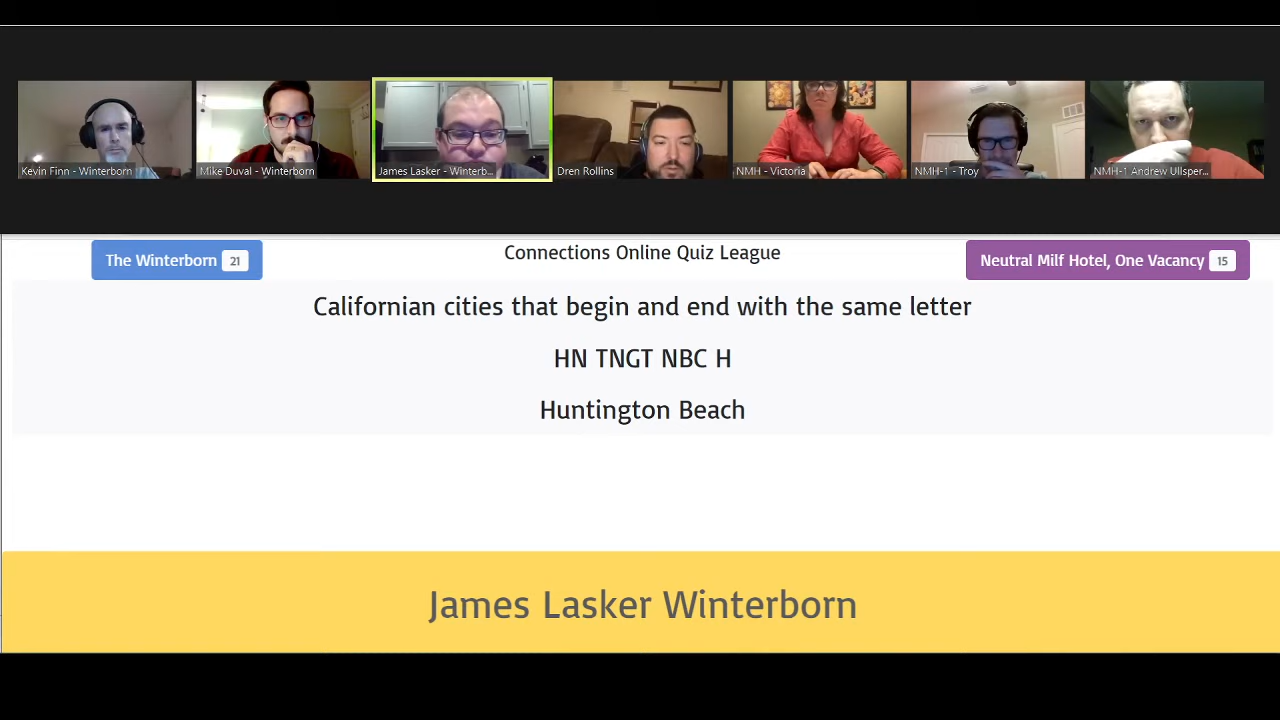 Kevin Finn - Winterborn
Mike Duval - Winterborn
James Lasker - Winterb...
Dren Rollins
NMH - Victoria
NMH-1 - Troy
NMH-1 Andrew Ullsper...
The Winterborn 21
Connections Online Quiz League
Neutral Milf Hotel, One Vacancy 15
Californian cities that begin and end with the same letter
HN TNGT NBC H
Huntington Beach
James Lasker Winterborn